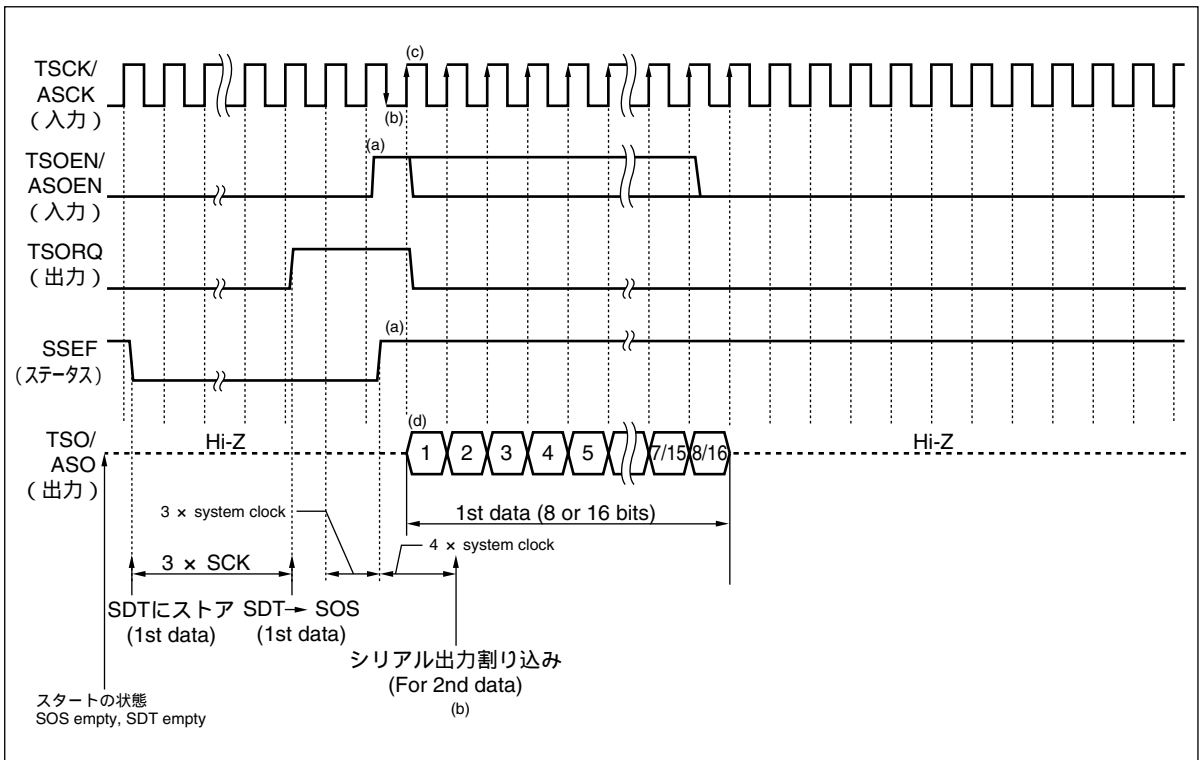 (c)
TSCK/
ASCK
(入力)
(b)
(a)
TSOEN/
ASOEN
(入力)
TSORQ
(出力)
(a)
SSEF
(ステータス)
(d)
TSO/
ASO
(出力)
Hi-Z
1 2 3 4 5 7/15 8/16
Hi-Z
3 × system clock
1st data (8 or 16 bits)
4 × system clock
3 × SCK
SDTにストア
(1st data)
SDT→ SOS
(1st data)
シリアル出力割り込み
(For 2nd data)
(b)
スタートの状態
SOS empty, SDT empty